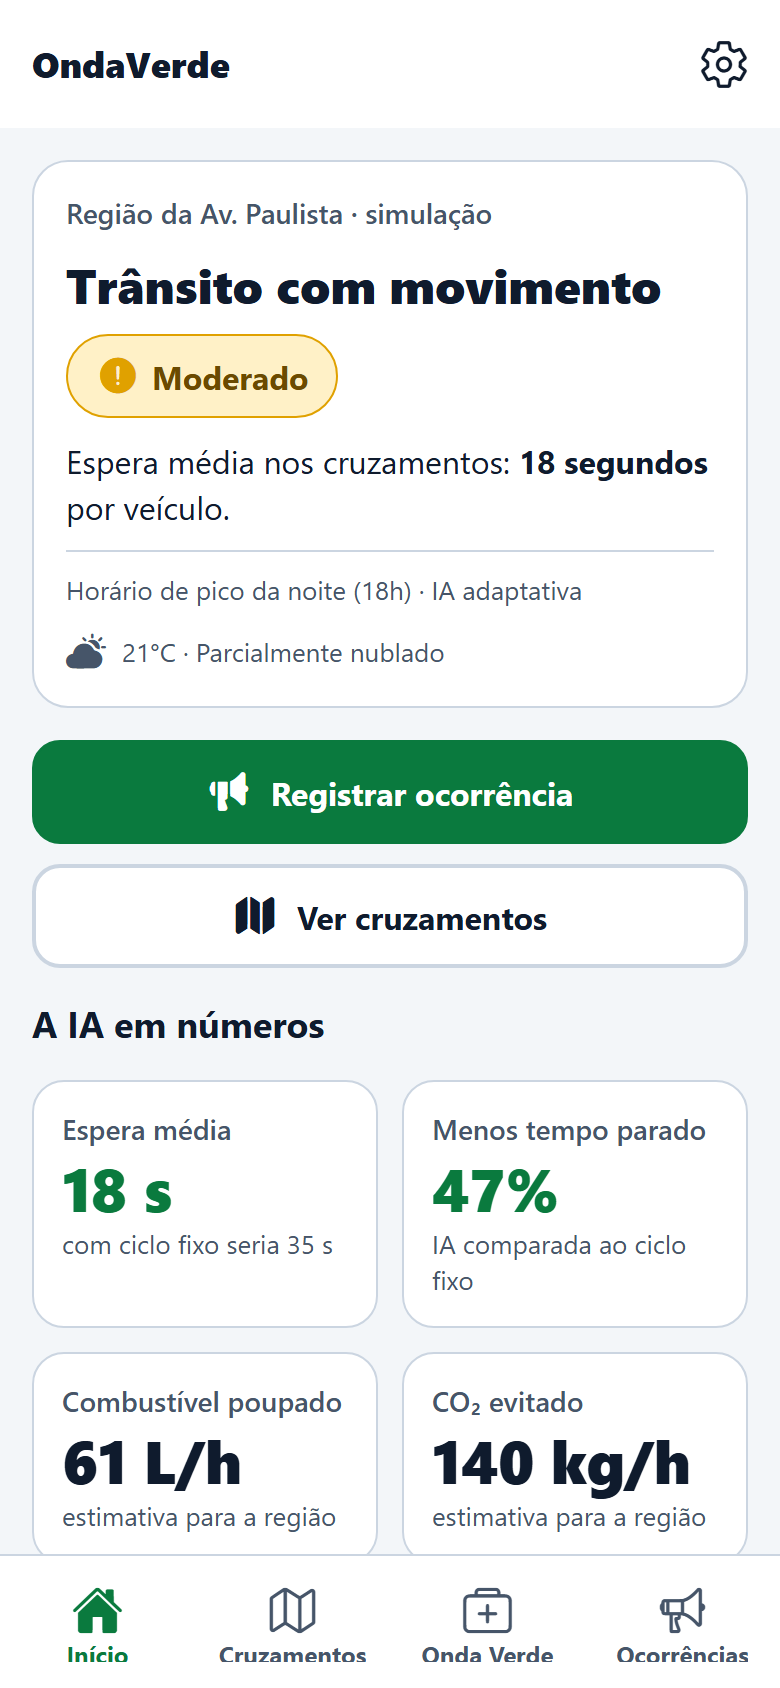 OndaVerde
Região da Av. Paulista · simulação
Trânsito com movimento
! Moderado
Espera média nos cruzamentos: 18 segundos
por veículo.
Horário de pico da noite (18h) · IA adaptativa
21°C · Parcialmente nublado
Registrar ocorrência
Ver cruzamentos
A IA em números
Espera média
18 s
com ciclo fixo seria 35 s
Menos tempo parado
47%
IA comparada ao ciclo
fixo
Combustível poupado
61 L/h
estimativa para a região
CO₂ evitado
140 kg/h
estimativa para a região
Início
Cruzamentos
Onda Verde
Ocorrências